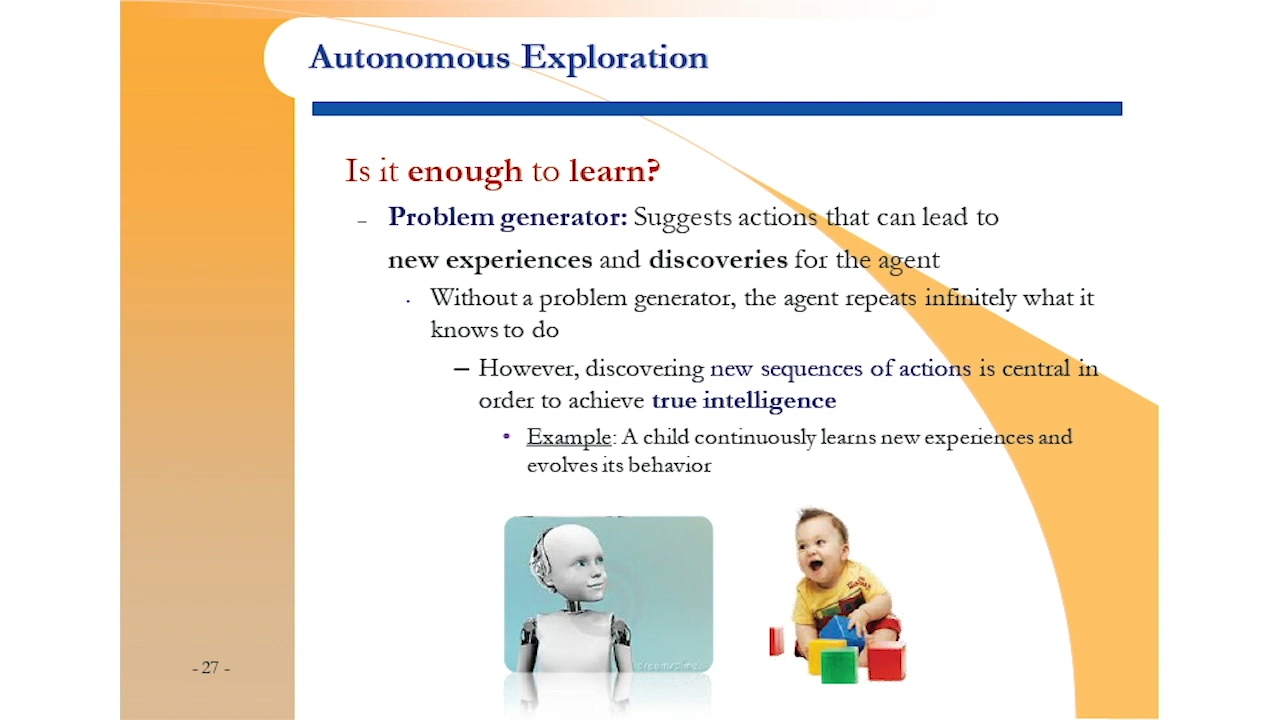 Autonomous Exploration
Is it enough to learn?
– Problem generator: Suggests actions that can lead to
new experiences and discoveries for the agent
· Without a problem generator, the agent repeats infinitely what it
knows to do
– However, discovering new sequences of actions is central in
order to achieve true intelligence
• Example: A child continuously learns new experiences and
evolves its behavior
dreamstime
- 27 -